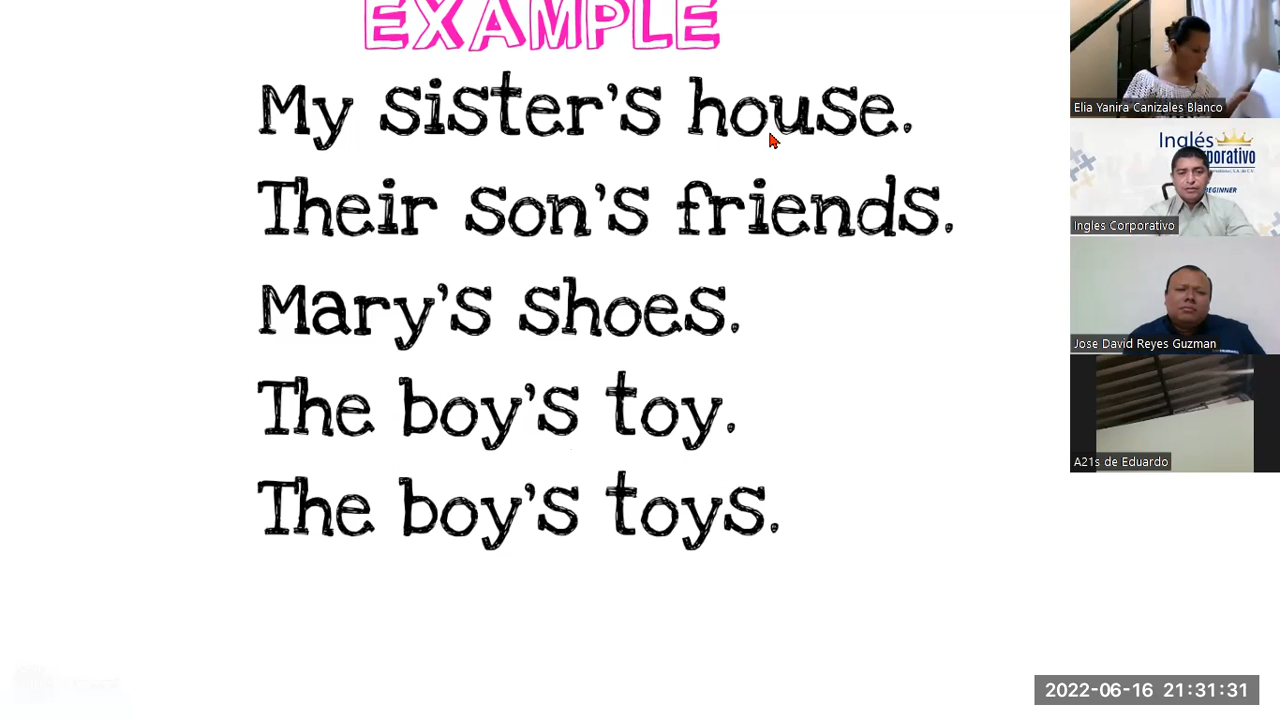 EXAMPLE
My sister's house.
Their son's friends.
Mary's shoes.
The boy's toy.
The boy's toys.
Elia Yanira Canizales Blanco
Inglés
BEGINNER
Ingles Corporativo
Jose David Reyes Guzman
A21s de Eduardo
2022-06-16 21:31:31